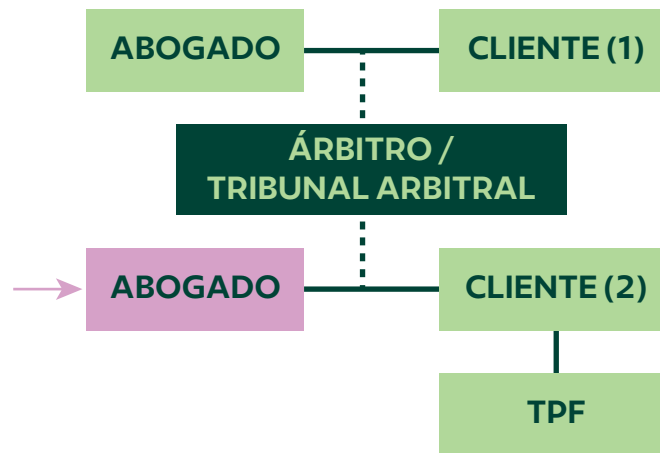 ABOGADO
CLIENTE (1)
ÁRBITRO /
TRIBUNAL ARBITRAL
ABOGADO
CLIENTE (2)
TPF